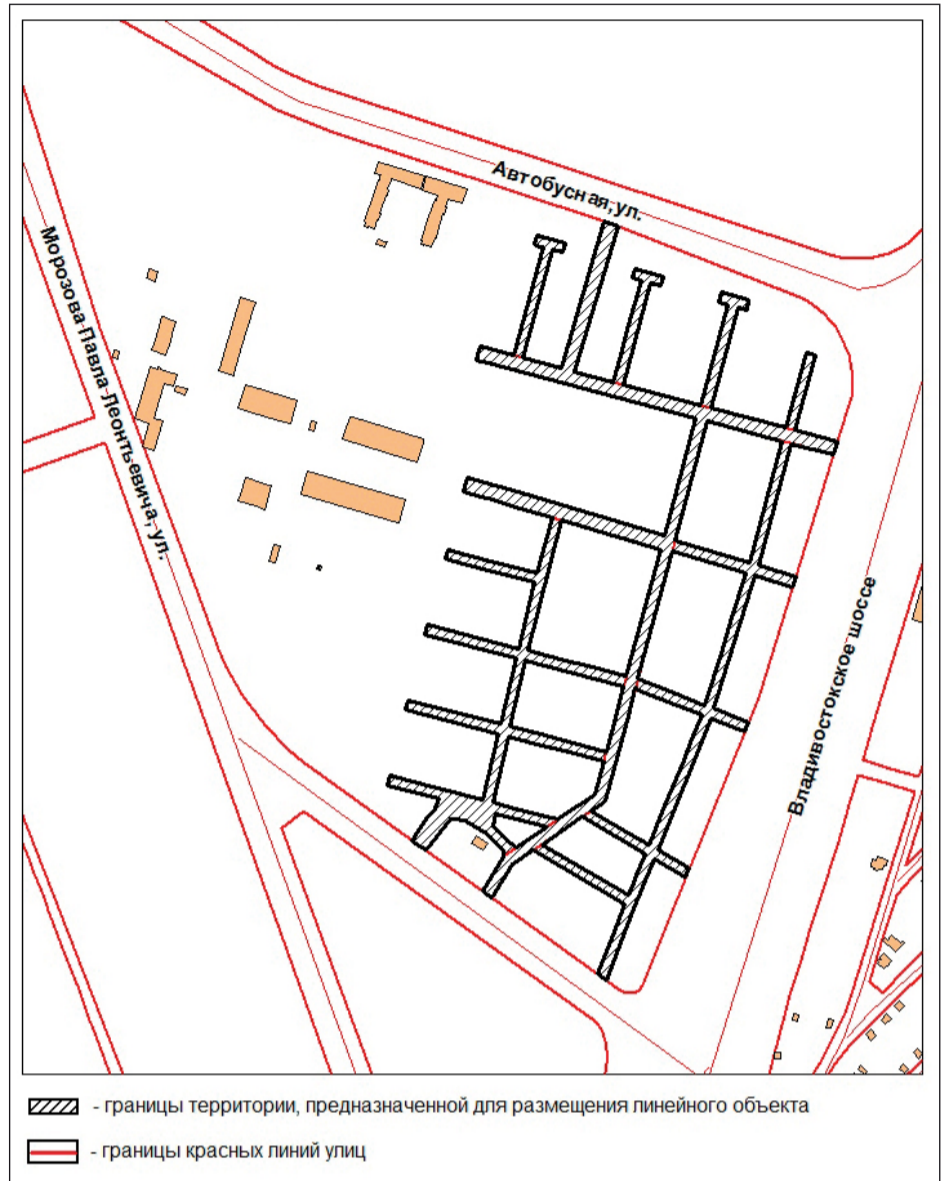 Автобусная, ул.
Морозова Павла Леонтьевича, ул.
Владивостокское шоссе
- границы территории, предназначенной для размещения линейного объекта
- границы красных линий улиц